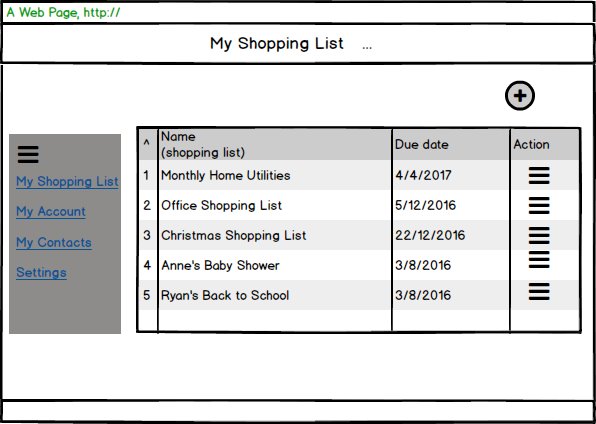 A Web Page, http://
My Shopping List ...
My Shopping List
My Account
My Contacts
Settings
^ Name (shopping list) Due date Action
1 Monthly Home Utilities 4/4/2017
2 Office Shopping List 5/12/2016
3 Christmas Shopping List 22/12/2016
4 Anne's Baby Shower 3/8/2016
5 Ryan's Back to School 3/8/2016